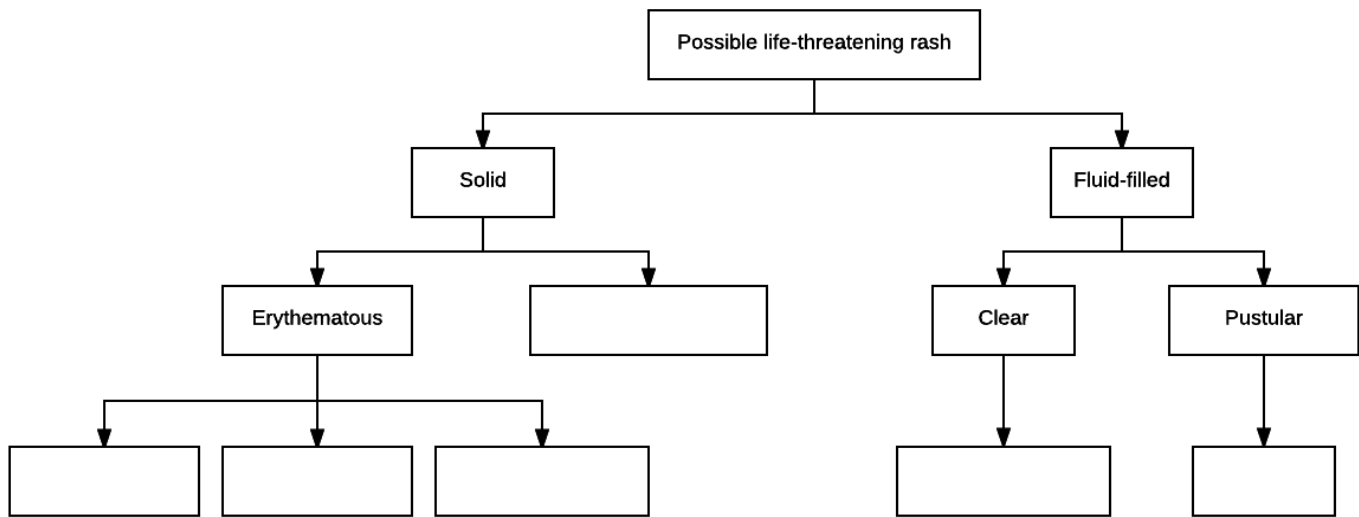 Possible life-threatening rash
Solid
Fluid-filled
Erythematous
Clear
Pustular